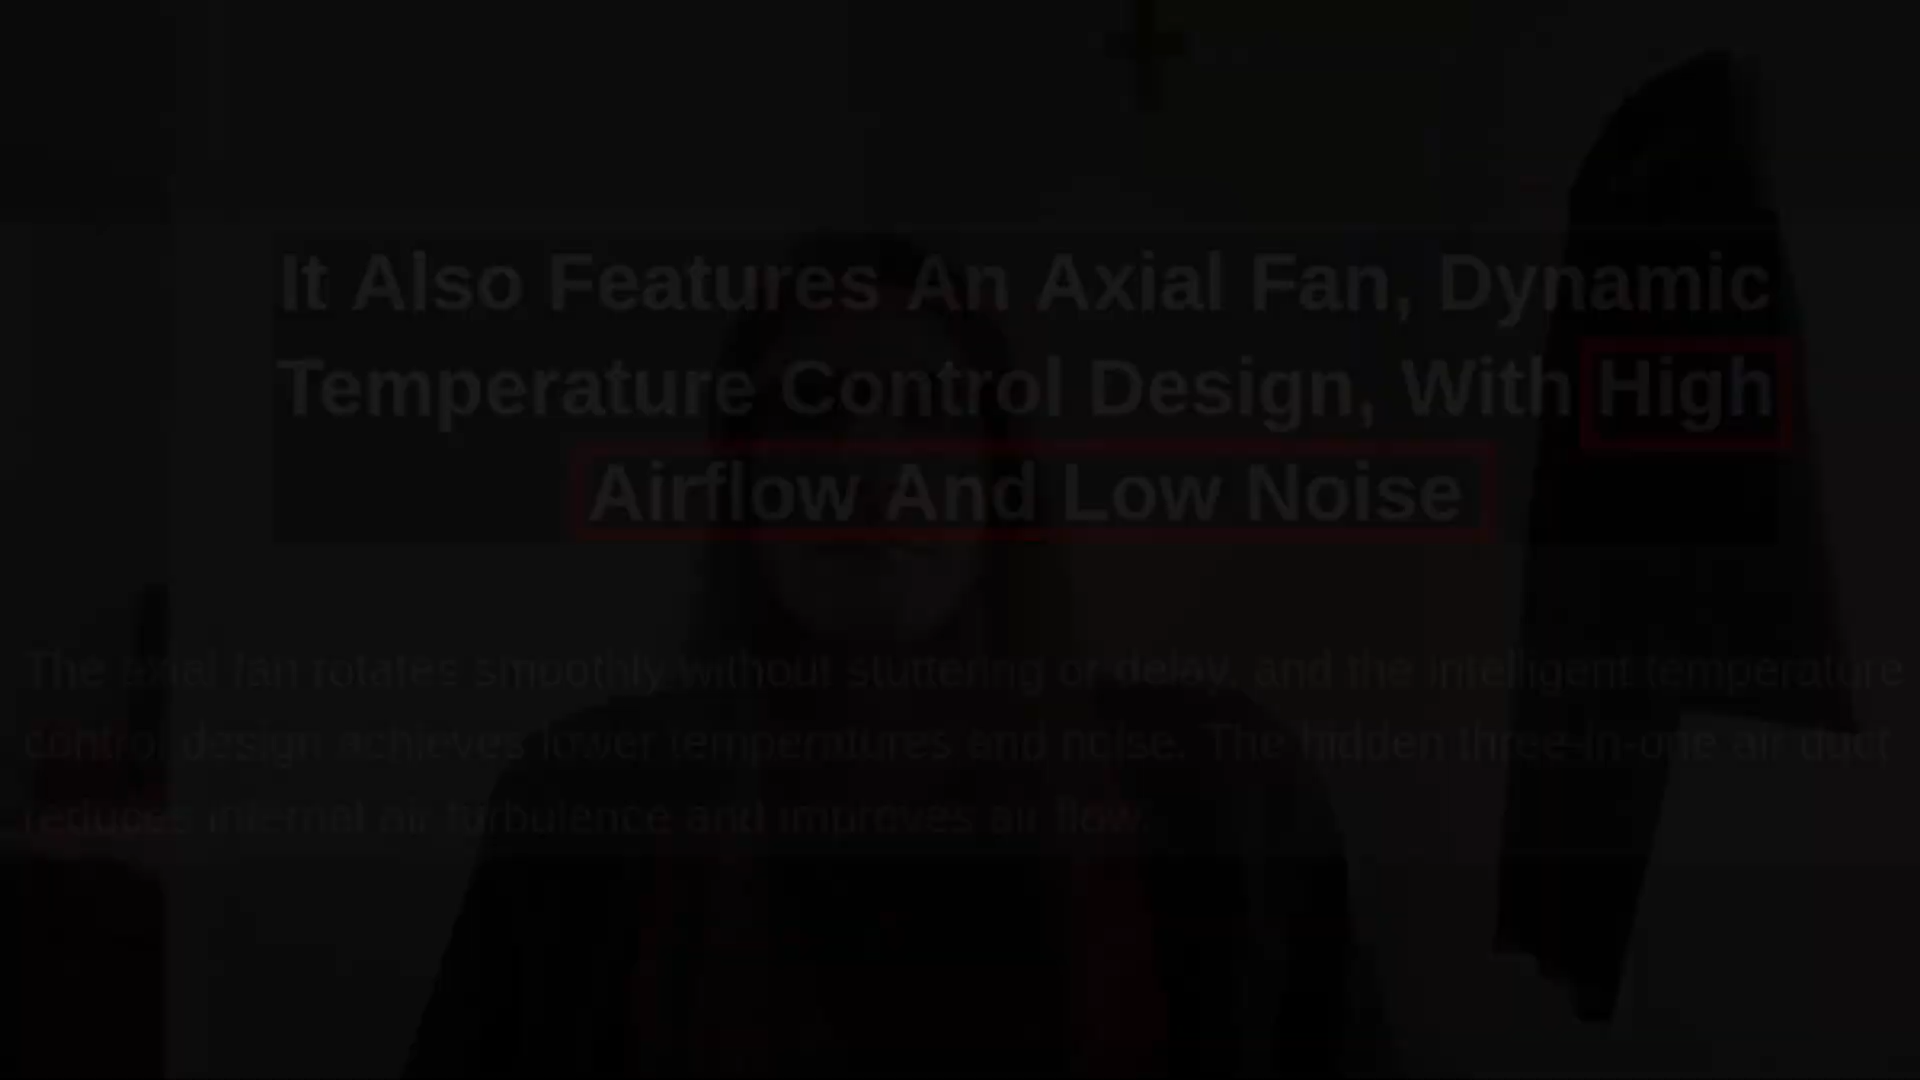 It Also Features An Axial Fan, Dynamic
Temperature Control Design, With High
Airflow And Low Noise
The axial fan rotates smoothly without stuttering or delay, and the intelligent temperature
control design achieves lower temperatures and noise. The hidden three-in-one air duct
reduces internal air turbulence and improves air flow.